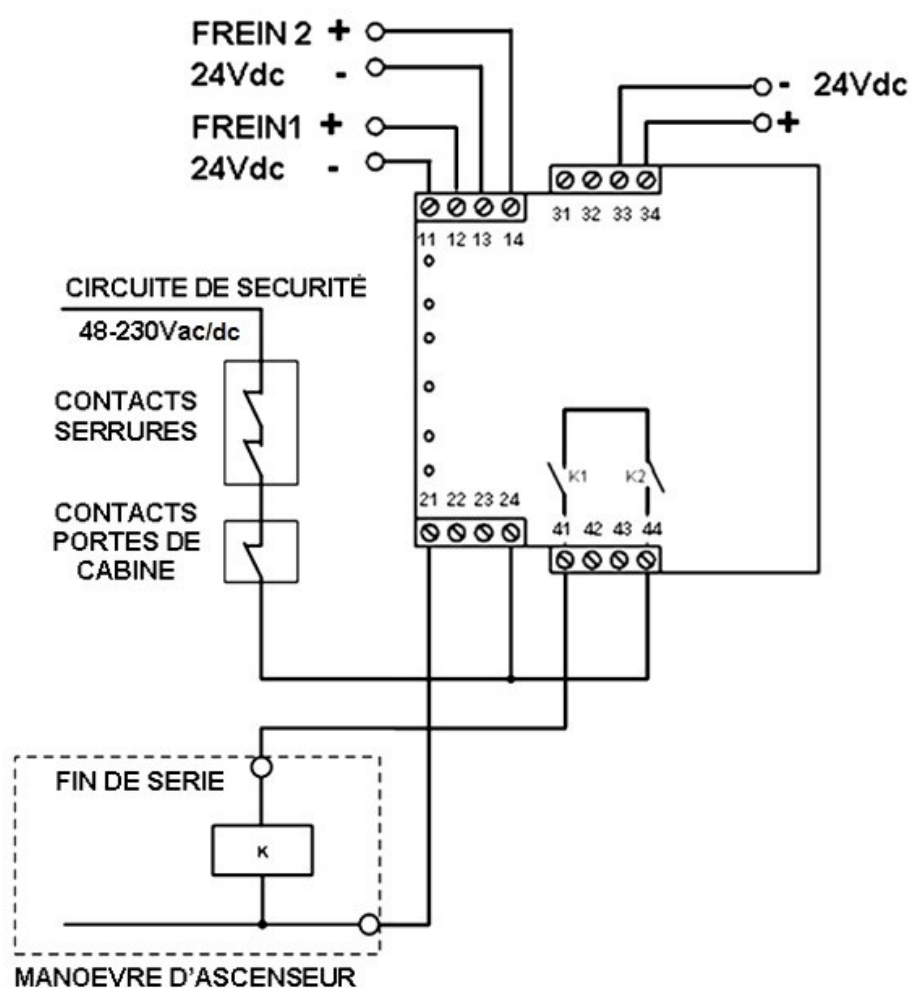 FREIN 2 +
24Vdc -
FREIN1 +
24Vdc -
- 24Vdc
+
31 32 33 34
11 12 13 14
CIRCUITE DE SECURITÉ
48-230Vac/dc
CONTACTS
SERRURES
K1 K2
21 22 23 24
41 42 43 44
CONTACTS
PORTES DE
CABINE
FIN DE SERIE
K
MANOEVRE D'ASCENSEUR